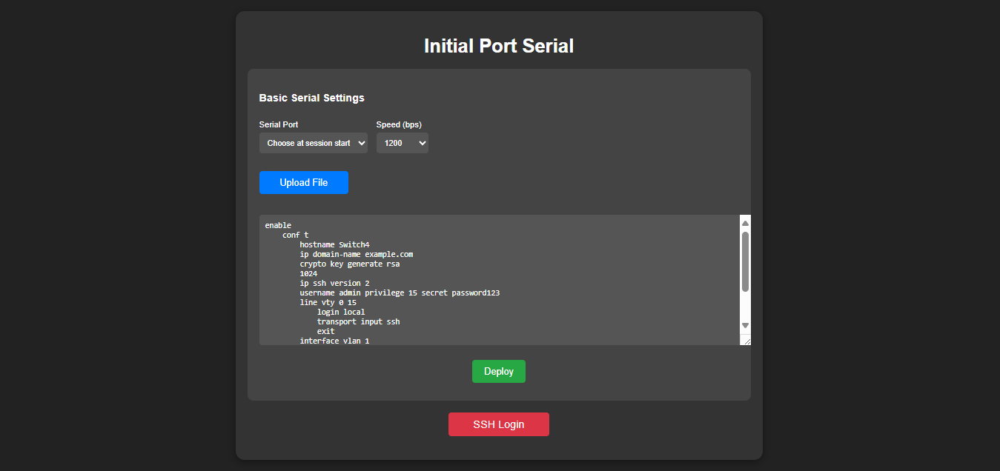 Initial Port Serial
Basic Serial Settings
Serial Port Speed (bps)
Choose at session start 1200
Upload File
enable
conf t
hostname Switch4
ip domain-name example.com
crypto key generate rsa
1024
ip ssh version 2
username admin privilege 15 secret password123
line vty 0 15
login local
transport input ssh
exit
interface vlan 1
Deploy
SSH Login